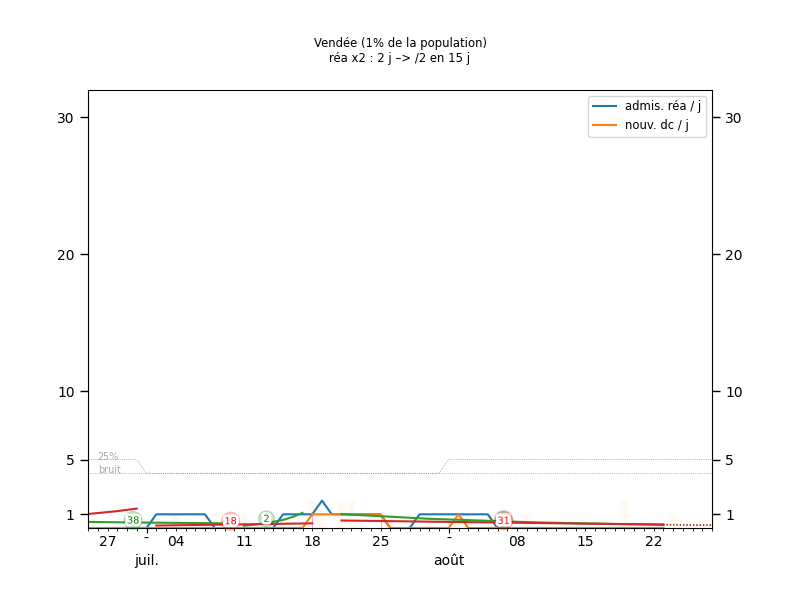 Vendée (1% de la population)
réa x2 : 2 j –> /2 en 15 j
admis. réa / j
nouv. dc / j
30 30
20 20
10 10
25%
5 5
bruit
38 18 2 31
1 1
27 - 04 11 18 25 - 08 15 22
juil. août